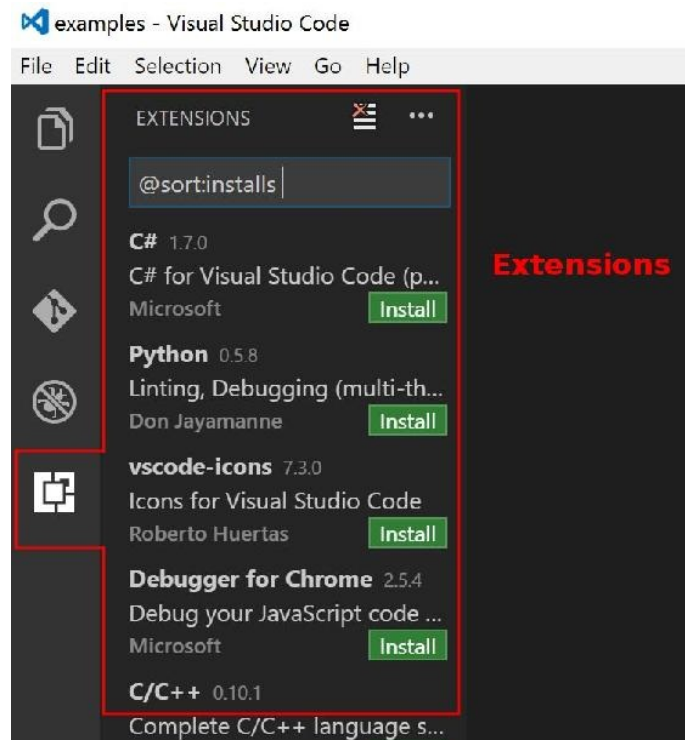 examples - Visual Studio Code
File Edit Selection View Go Help
EXTENSIONS
@sort:installs
C# 1.7.0
C# for Visual Studio Code (p...
Microsoft Install
Extensions
Python 0.5.8
Linting, Debugging (multi-th...
Don Jayamanne Install
vscode-icons 7.3.0
Icons for Visual Studio Code
Roberto Huertas Install
Debugger for Chrome 2.5.4
Debug your JavaScript code ...
Microsoft Install
C/C++ 0.10.1
Complete C/C++ language s...